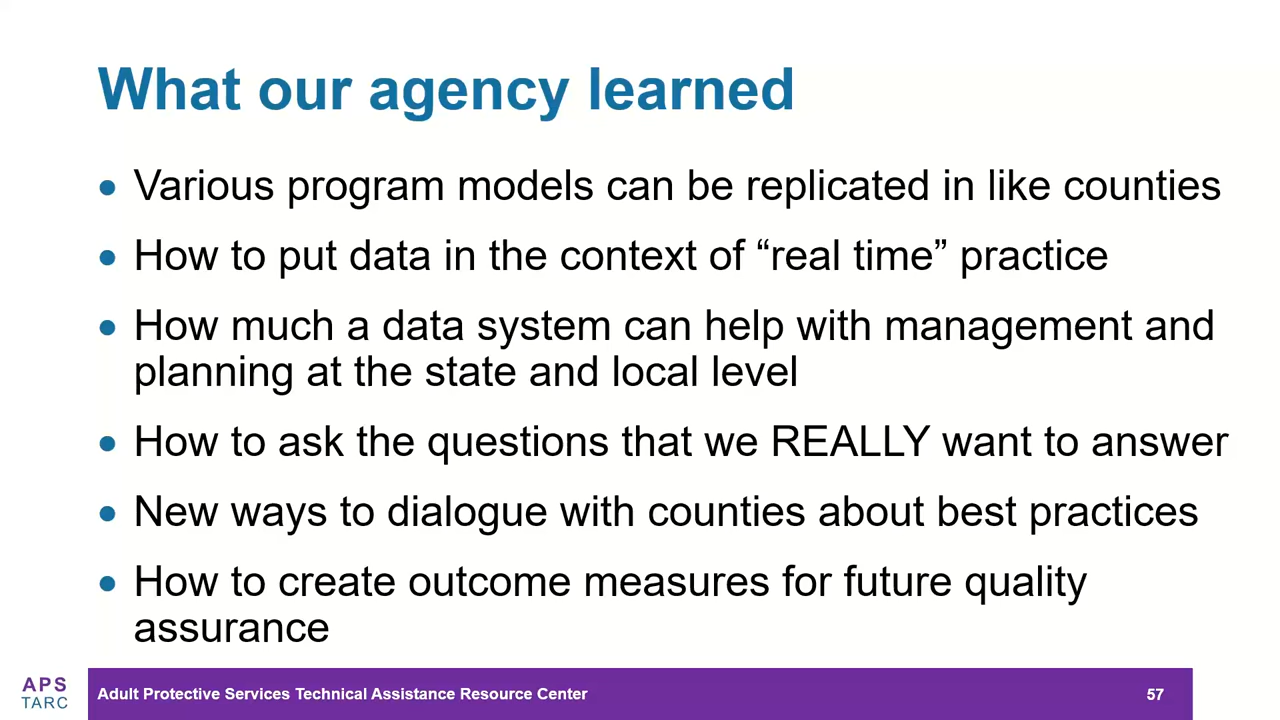 What our agency learned
• Various program models can be replicated in like counties
• How to put data in the context of “real time” practice
• How much a data system can help with management and
planning at the state and local level
• How to ask the questions that we REALLY want to answer
• New ways to dialogue with counties about best practices
• How to create outcome measures for future quality
assurance
APS
TARC
Adult Protective Services Technical Assistance Resource Center
57